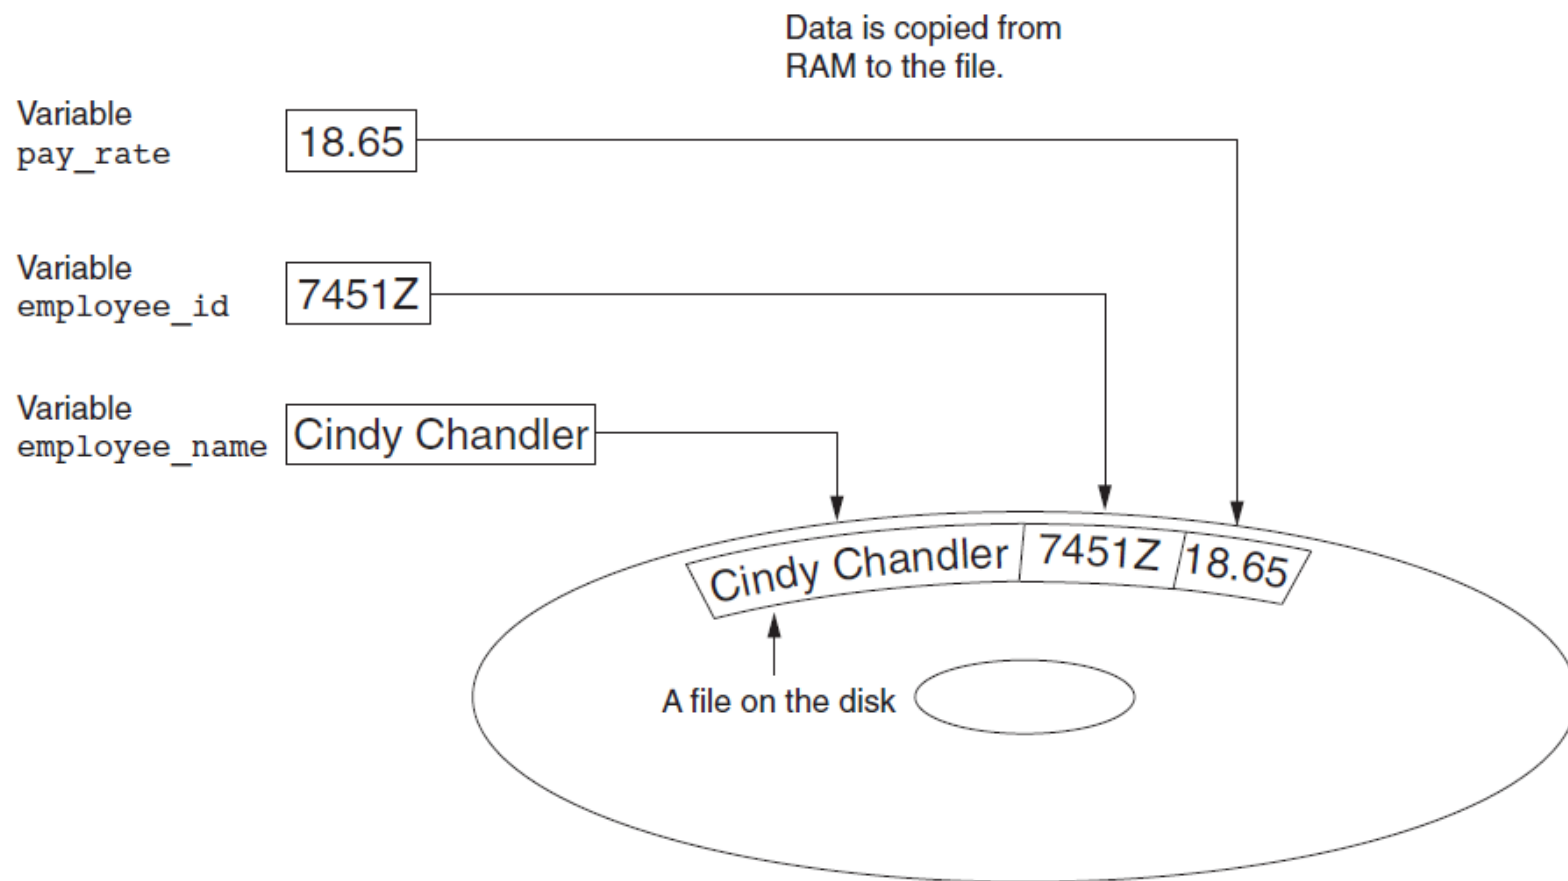 Data is copied from
RAM to the file.
Variable
pay_rate
18.65
Variable
employee_id
7451Z
Variable
employee_name
Cindy Chandler
Cindy Chandler
7451Z
18.65
A file on the disk